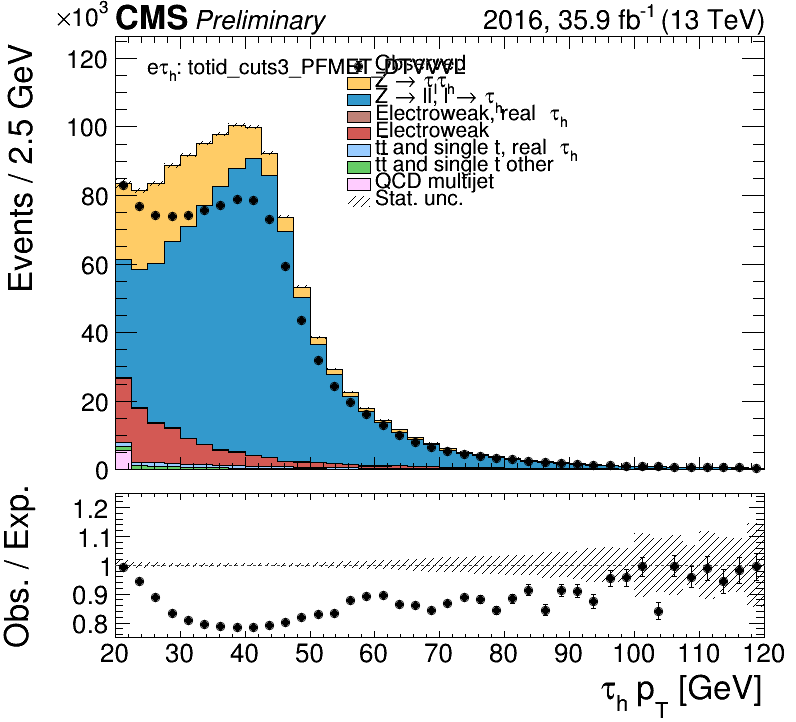 ×10³ CMS Preliminary 2016, 35.9 fb⁻¹ (13 TeV)
eτh: totid_cuts3_PFMET_DTVVVL
Observed
Z → τlτh
Z → ll, l → τh
Electroweak, real τh
Electroweak
tt and single t, real τh
tt and single t other
QCD multijet
Stat. unc.
Events / 2.5 GeV
120
100
80
60
40
20
0
Obs. / Exp.
1.2
1.1
1
0.9
0.8
20 30 40 50 60 70 80 90 100 110 120
τh pT [GeV]